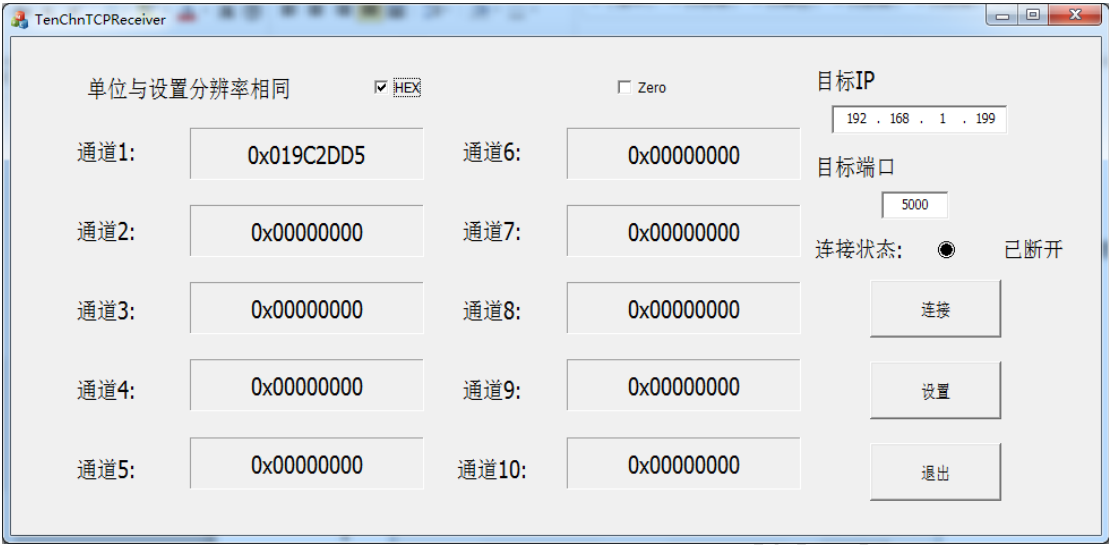 TenChnTCPReceiver
单位与设置分辨率相同 HEX Zero 目标IP
192 . 168 . 1 . 199
通道1: 0x019C2DD5 通道6: 0x00000000
目标端口
5000
通道2: 0x00000000 通道7: 0x00000000
连接状态: 已断开
通道3: 0x00000000 通道8: 0x00000000 连接
通道4: 0x00000000 通道9: 0x00000000 设置
通道5: 0x00000000 通道10: 0x00000000 退出